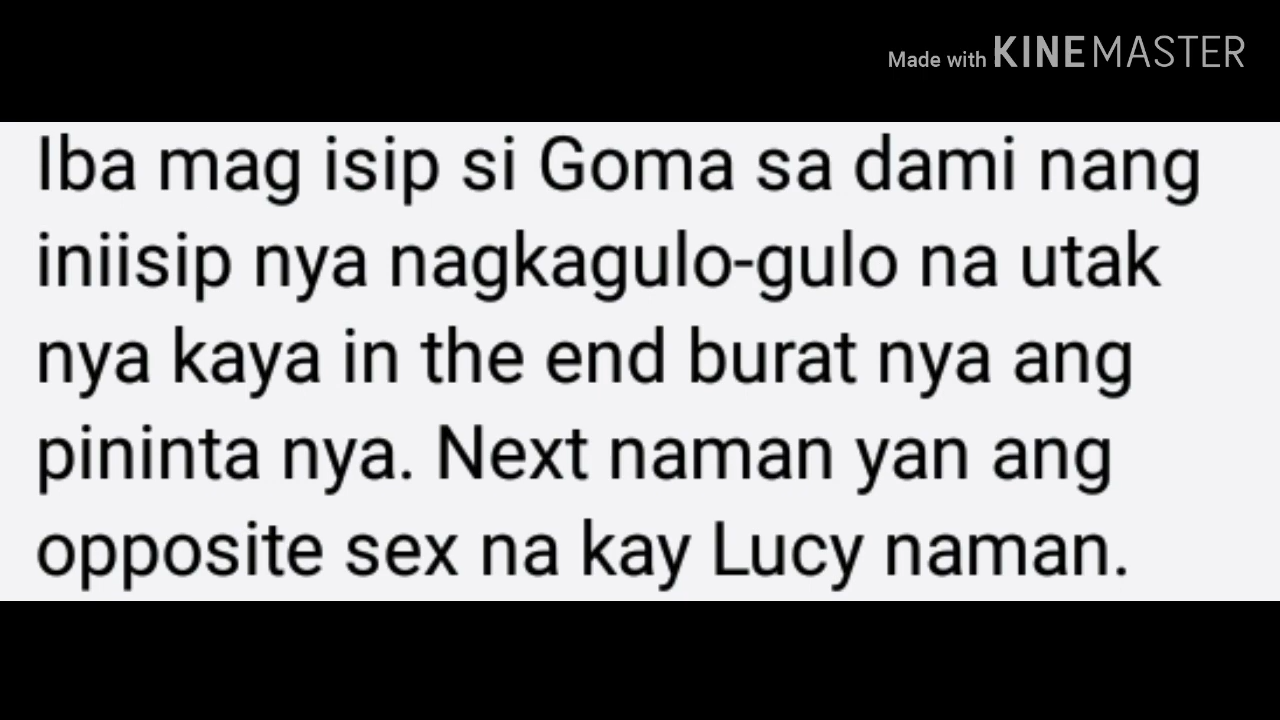 Made with KINEMASTER
Iba mag isip si Goma sa dami nang
iniisip nya nagkagulo-gulo na utak
nya kaya in the end burat nya ang
pininta nya. Next naman yan ang
opposite sex na kay Lucy naman.